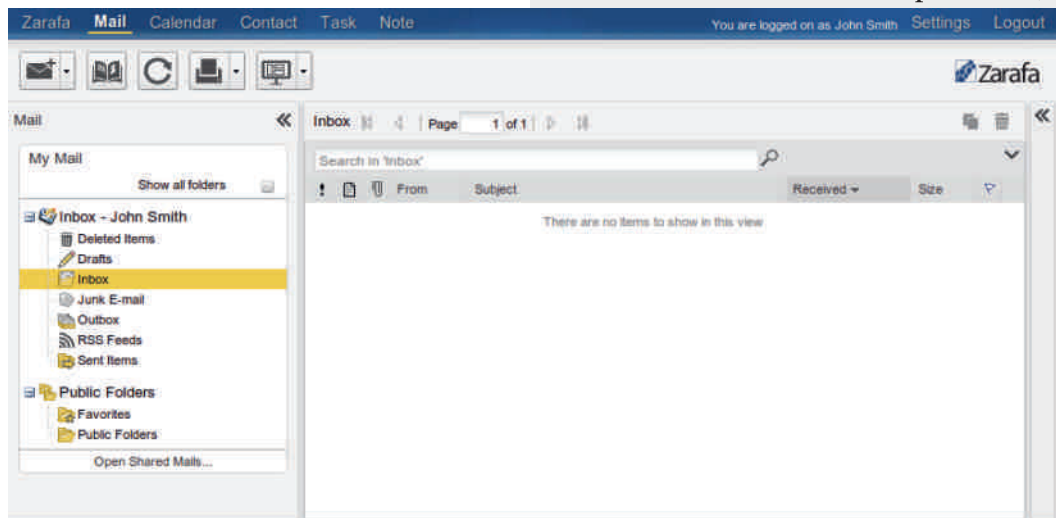 Zarafa Mail Calendar Contact Task Note You are logged on as John Smith Settings Logout
Zarafa
Mail Inbox Page 1 of 1
My Mail
Search in 'Inbox'
Show all folders
From Subject Received Size
Inbox - John Smith
There are no items to show in this view
Deleted Items
Drafts
Inbox
Junk E-mail
Outbox
RSS Feeds
Sent Items
Public Folders
Favorites
Public Folders
Open Shared Mails...